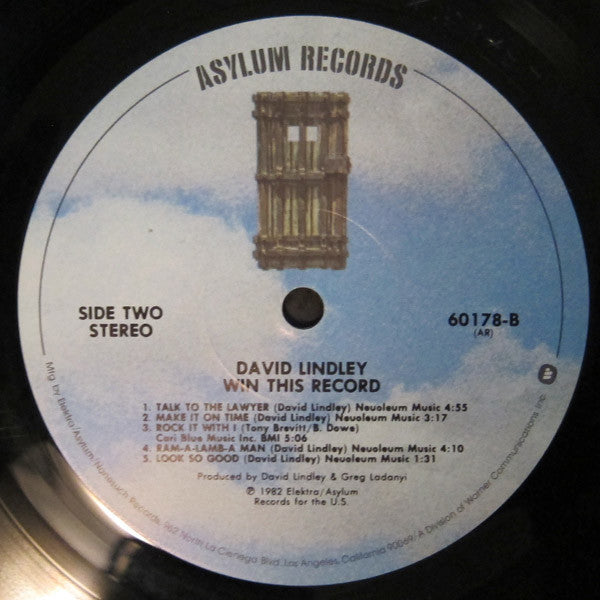 ASYLUM RECORDS
SIDE TWO
STEREO
60178-B
(AR)
DAVID LINDLEY
WIN THIS RECORD
1. TALK TO THE LAWYER (David Lindley) Neuoleum Music 4:55
2. MAKE IT ON TIME (David Lindley) Neuoleum Music 3:17
3. ROCK IT WITH I (Tony Brevitt/B. Dowe)
Cari Blue Music Inc. BMI 5:06
4. RAM-A-LAMB-A MAN (David Lindley) Neuoleum Music 4:10
5. LOOK SO GOOD (David Lindley) Neuoleum Music 1:31
Produced by David Lindley & Greg Ladanyi
℗ 1982 Elektra/Asylum
Records for the U.S.
Mfg. by Elektra/Asylum/Nonesuch Records, 962 North La Cienega Blvd., Los Angeles, California 90069/A Division of Warner Communications Inc.